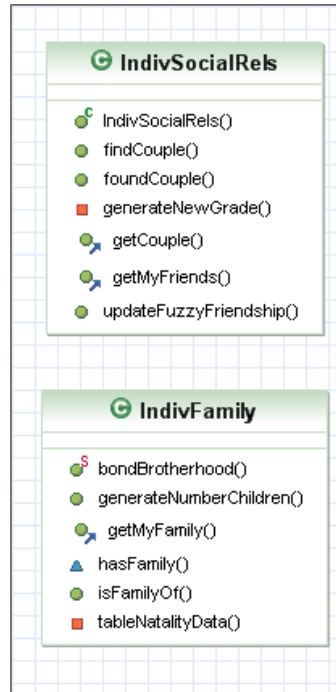 IndivSocialRels
IndivSocialRels()
findCouple()
foundCouple()
generateNewGrade()
getCouple()
getMyFriends()
updateFuzzyFriendship()
IndivFamily
bondBrotherhood()
generateNumberChildren()
getMyFamily()
hasFamily()
isFamilyOf()
tableNatalityData()